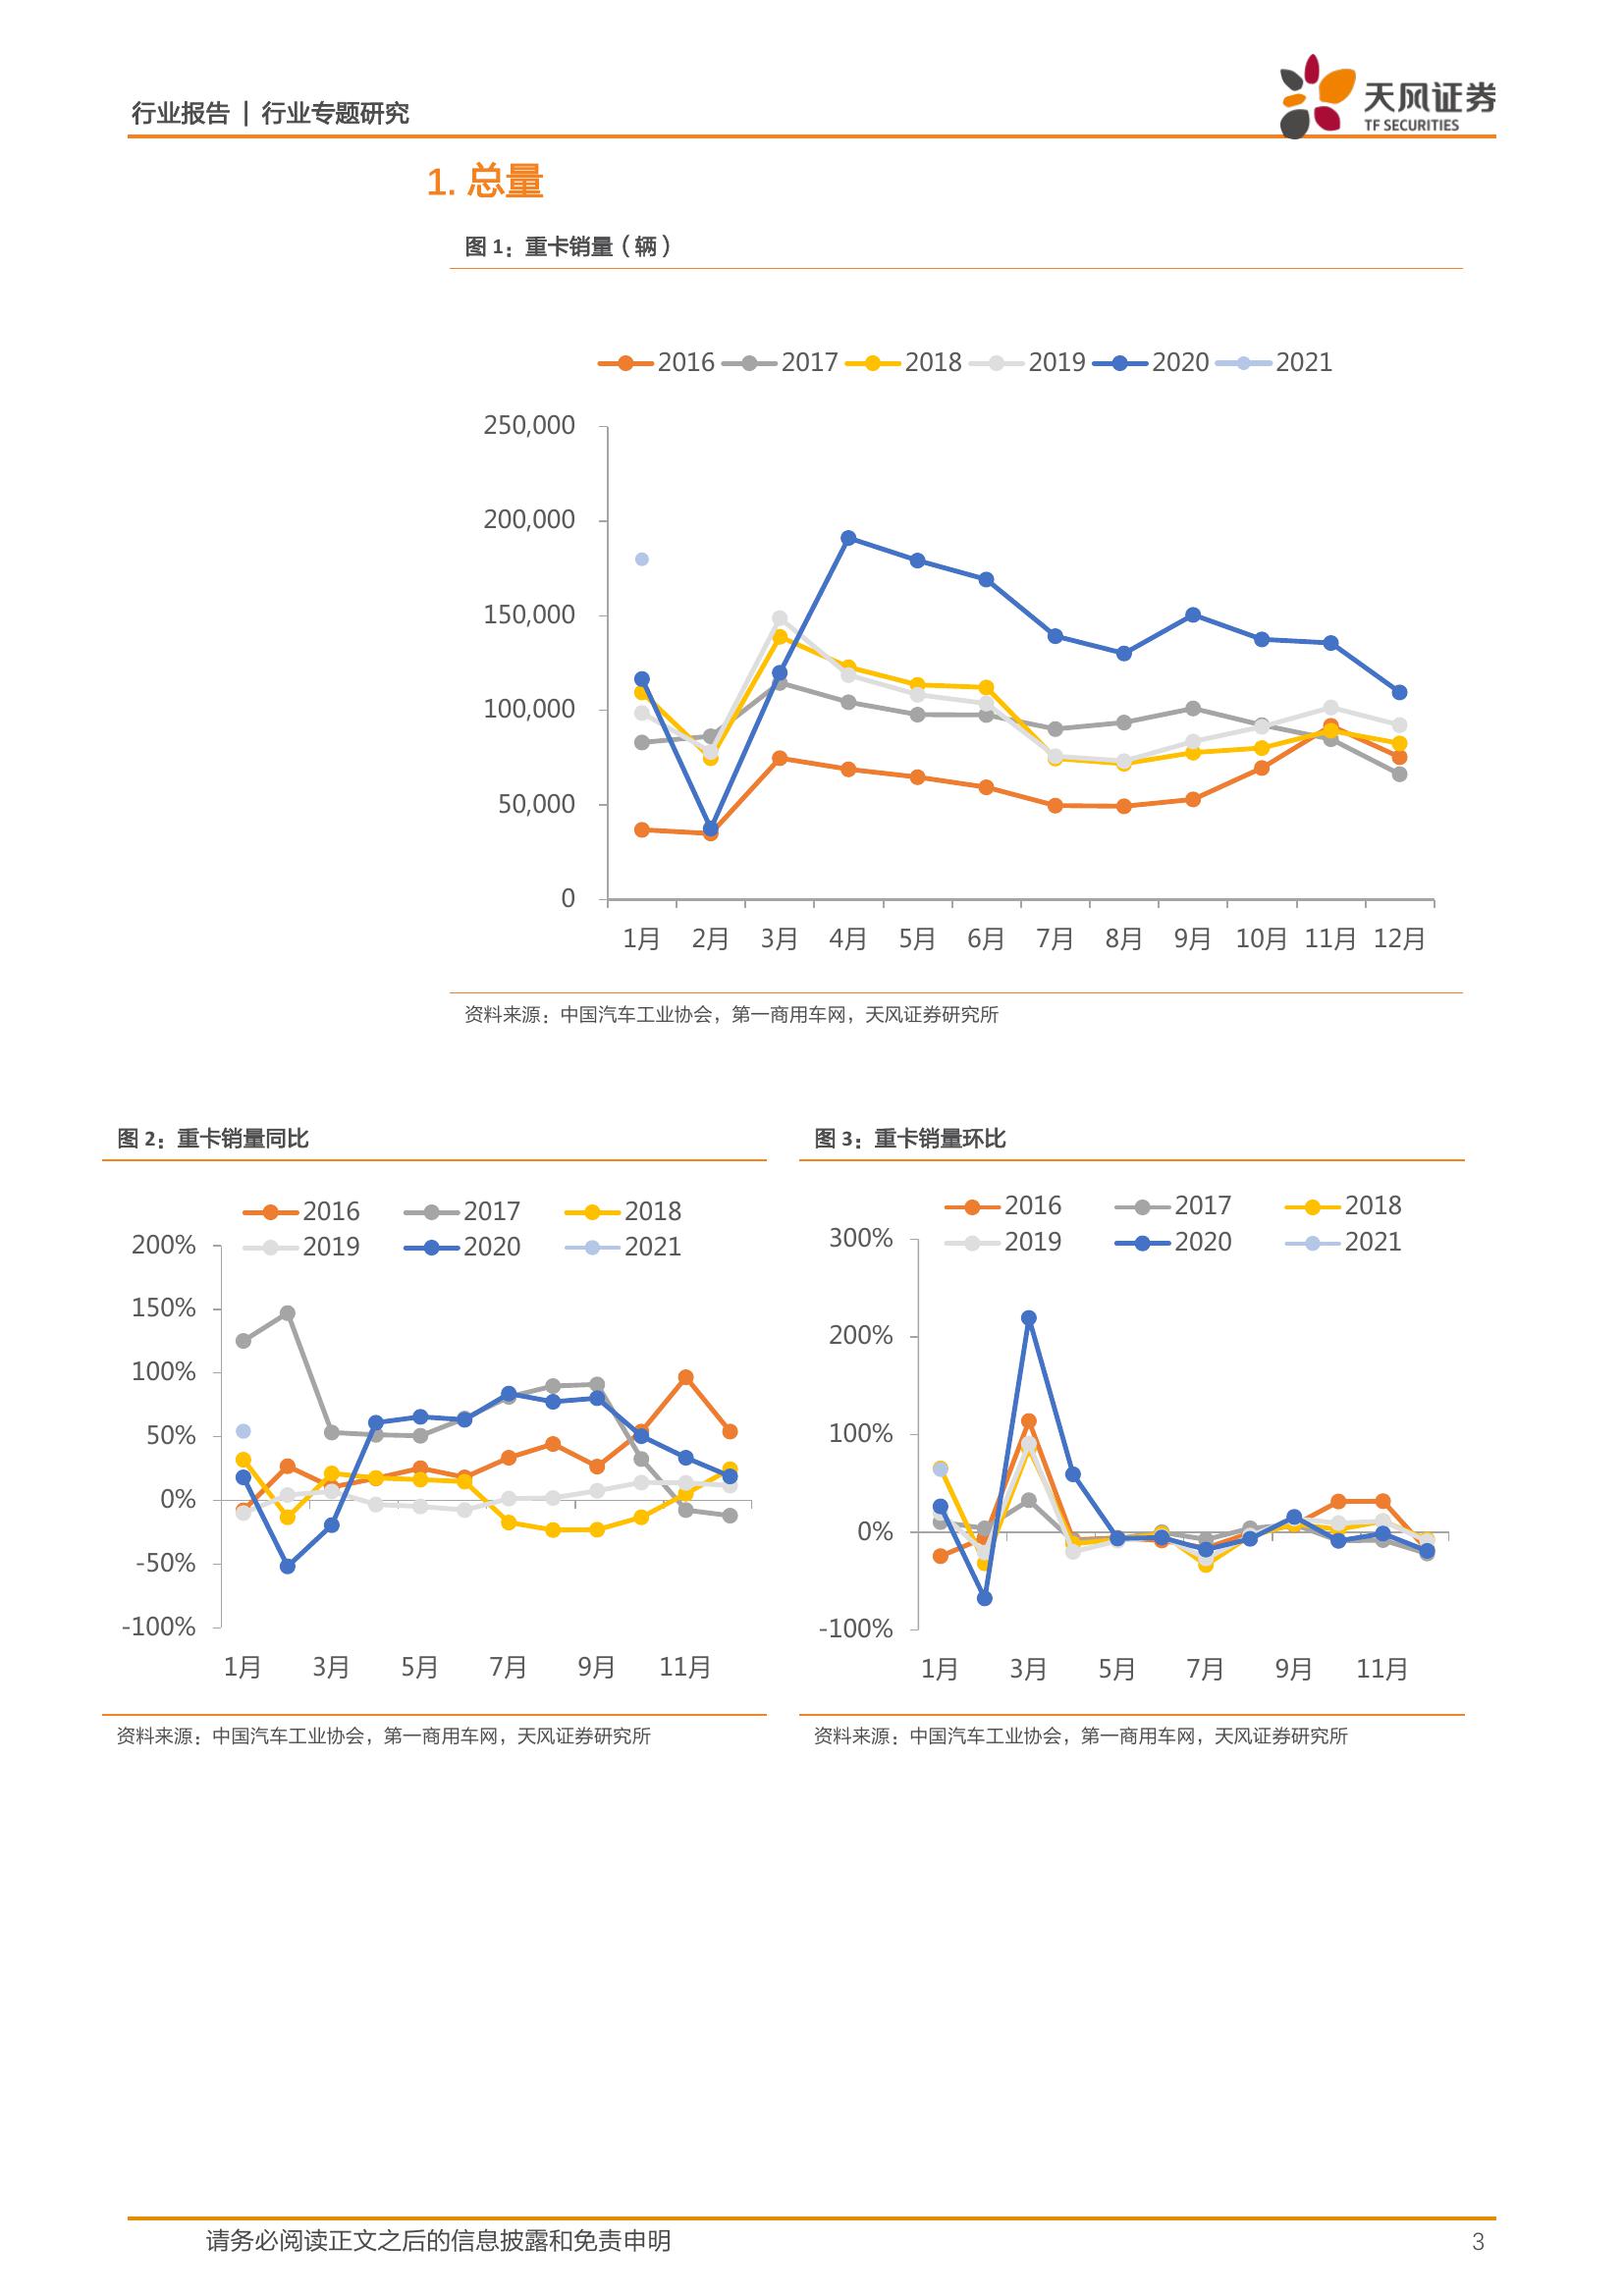 行业报告 | 行业专题研究
天风证券
TF SECURITIES
1. 总量
图 1：重卡销量（辆）
2016 2017 2018 2019 2020 2021
250,000
200,000
150,000
100,000
50,000
0
1月 2月 3月 4月 5月 6月 7月 8月 9月 10月 11月 12月
资料来源：中国汽车工业协会，第一商用车网，天风证券研究所
图 2：重卡销量同比
2016 2017 2018
2019 2020 2021
200%
150%
100%
50%
0%
-50%
-100%
1月 3月 5月 7月 9月 11月
资料来源：中国汽车工业协会，第一商用车网，天风证券研究所
图 3：重卡销量环比
2016 2017 2018
2019 2020 2021
300%
200%
100%
0%
-100%
1月 3月 5月 7月 9月 11月
资料来源：中国汽车工业协会，第一商用车网，天风证券研究所
请务必阅读正文之后的信息披露和免责申明
3